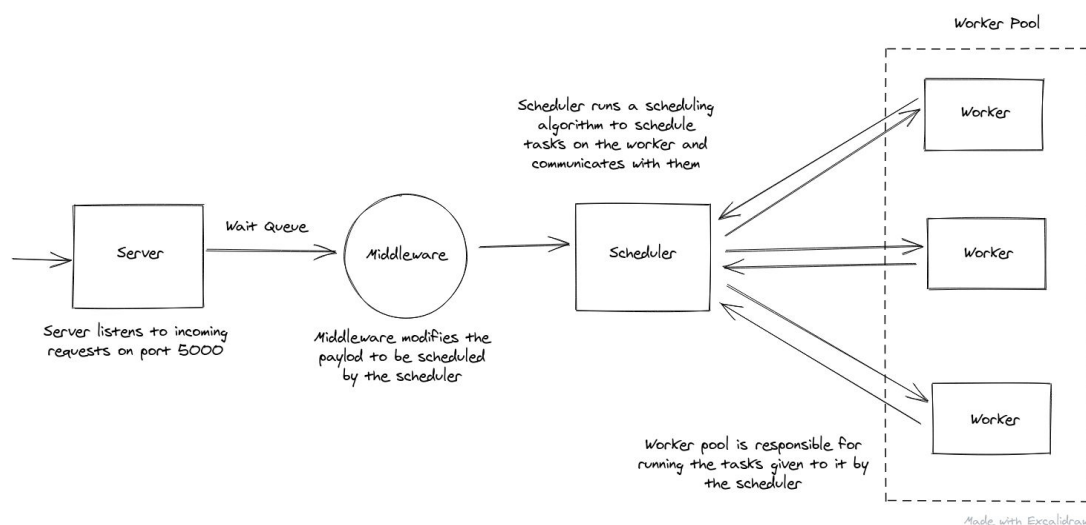 Worker Pool
Worker
Scheduler runs a scheduling
algorithm to schedule
tasks on the worker and
communicates with them
Wait Queue
Server
Middleware
Scheduler
Worker
Server listens to incoming
requests on port 5000
Middleware modifies the
paylod to be scheduled
by the scheduler
Worker
Worker pool is responsible for
running the tasks given to it by
the scheduler
Made with Excalidraw